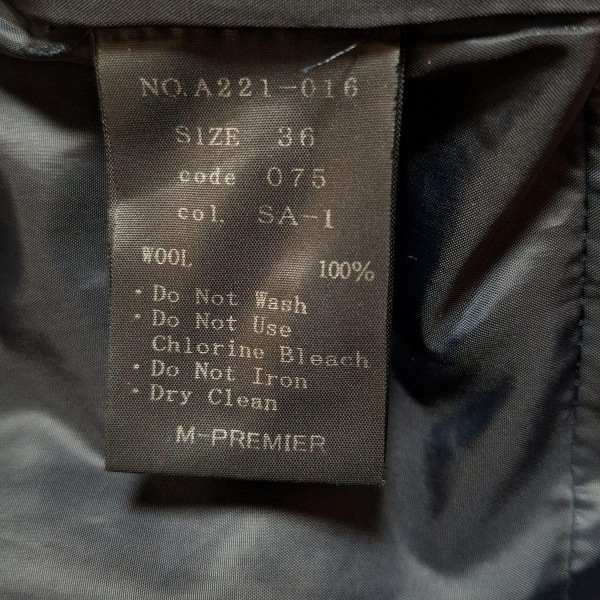 NO.A221-016
SIZE 36
code 075
col. SA-1
WOOL 100%
・Do Not Wash
・Do Not Use
Chlorine Bleach
・Do Not Iron
・Dry Clean
M-PREMIER